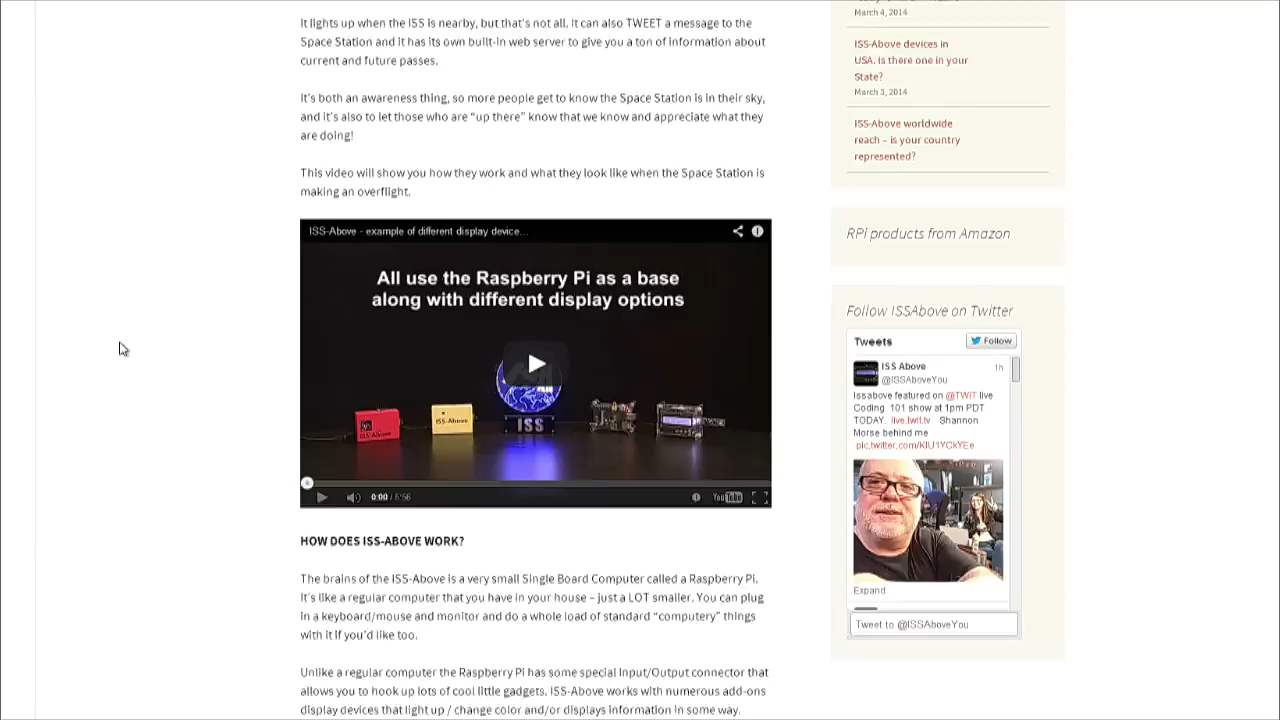 It lights up when the ISS is nearby, but that's not all. It can also TWEET a message to the
Space Station and it has its own built-in web server to give you a ton of information about
current and future passes.
It's both an awareness thing, so more people get to know the Space Station is in their sky,
and it's also to let those who are “up there” know that we know and appreciate what they
are doing!
This video will show you how they work and what they look like when the Space Station is
making an overflight.
ISS-Above - example of different display device...
All use the Raspberry Pi as a base
along with different display options
ISS-Above
ISS-Above
ISS
0:00 / 5:56
YouTube
HOW DOES ISS-ABOVE WORK?
The brains of the ISS-Above is a very small Single Board Computer called a Raspberry Pi.
It's like a regular computer that you have in your house – just a LOT smaller. You can plug
in a keyboard/mouse and monitor and do a whole load of standard “computery” things
with it if you'd like too.
Unlike a regular computer the Raspberry Pi has some special Input/Output connector that
allows you to hook up lots of cool little gadgets. ISS-Above works with numerous add-ons
display devices that light up / change color and/or displays information in some way.
March 4, 2014
ISS-Above devices in
USA. is there one in your
State?
March 3, 2014
ISS-Above worldwide
reach – is your country
represented?
RPi products from Amazon
Follow ISSAbove on Twitter
Tweets
Follow
ISS Above
1h
@ISSAboveYou
Issabove featured on @TWiT live
Coding 101 show at 1pm PDT
TODAY. live.twit.tv Shannon
Morse behind me
pic.twitter.com/KIU1YCkYEe
Expand
Tweet to @ISSAboveYou